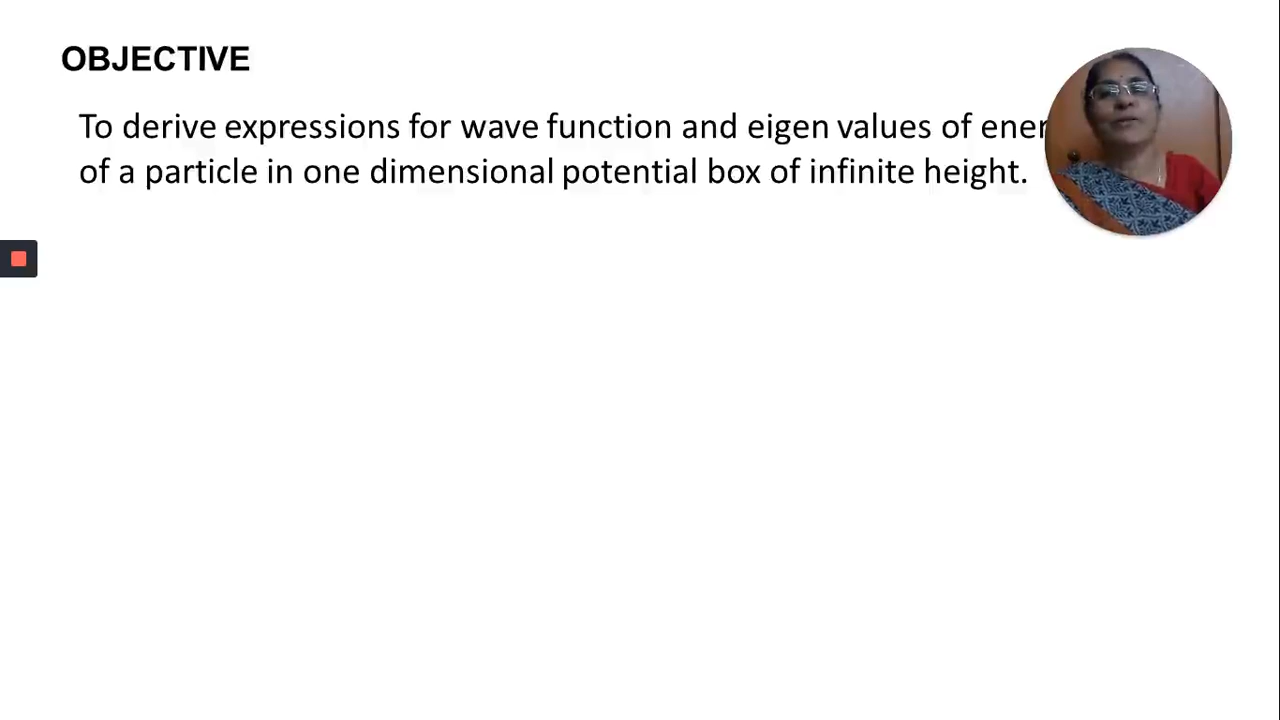 OBJECTIVE
To derive expressions for wave function and eigen values of
of a particle in one dimensional potential box of infinite height.